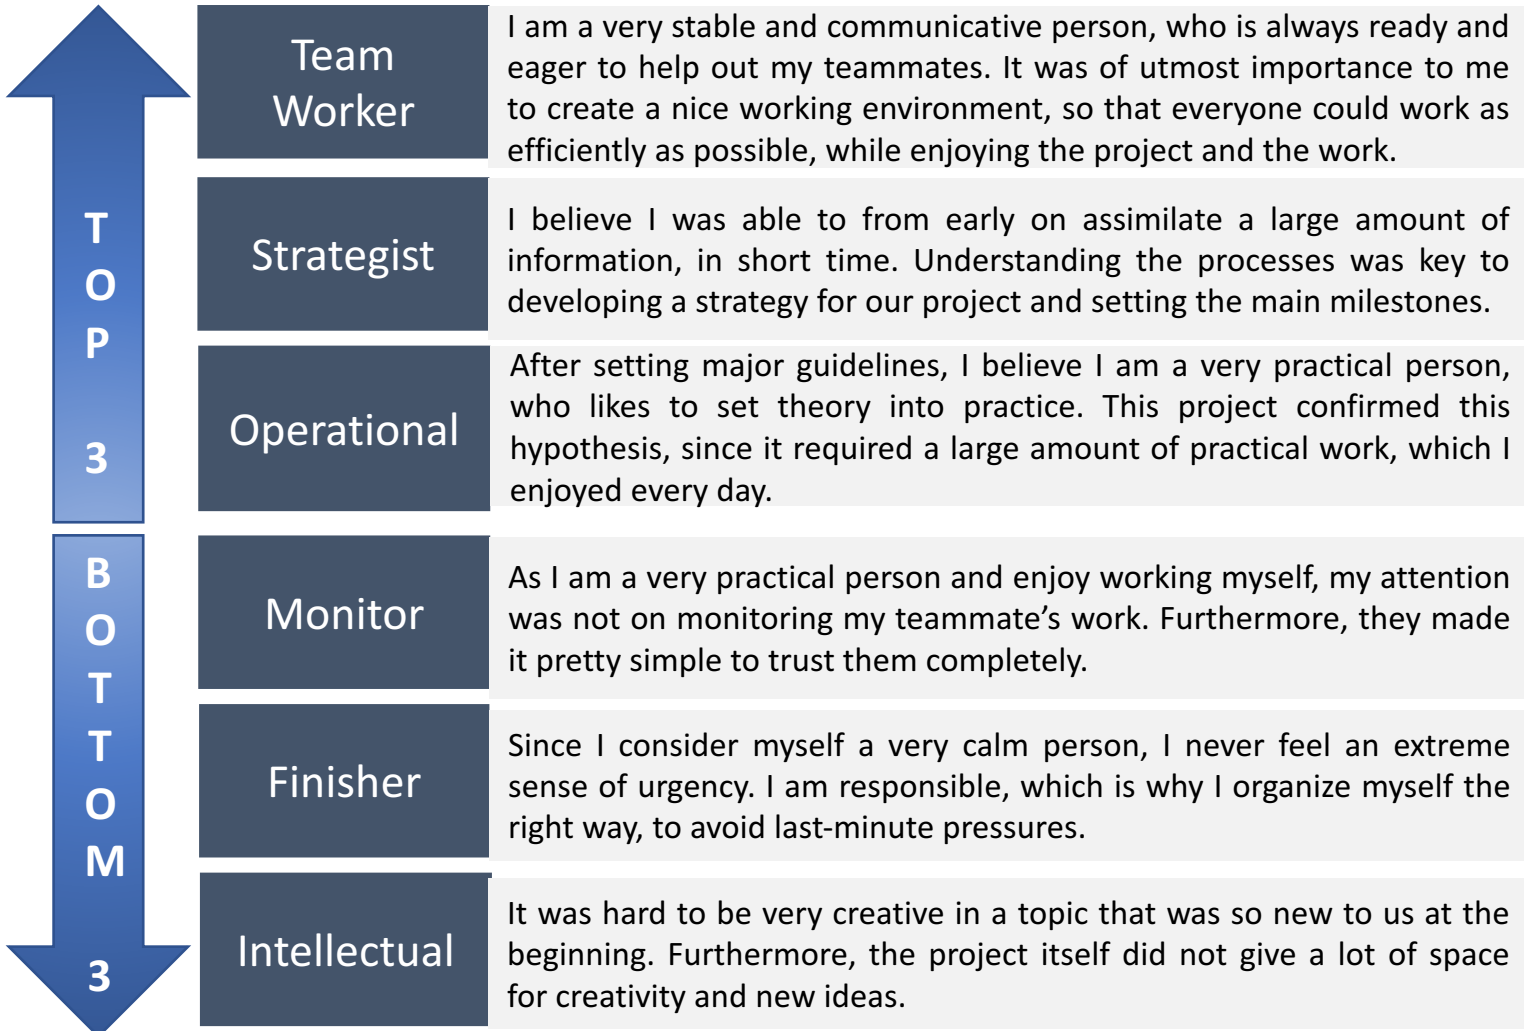 TOP 3
Team
Worker
I am a very stable and communicative person, who is always ready and
eager to help out my teammates. It was of utmost importance to me
to create a nice working environment, so that everyone could work as
efficiently as possible, while enjoying the project and the work.
Strategist
I believe I was able to from early on assimilate a large amount of
information, in short time. Understanding the processes was key to
developing a strategy for our project and setting the main milestones.
Operational
After setting major guidelines, I believe I am a very practical person,
who likes to set theory into practice. This project confirmed this
hypothesis, since it required a large amount of practical work, which I
enjoyed every day.
BOTTOM 3
Monitor
As I am a very practical person and enjoy working myself, my attention
was not on monitoring my teammate’s work. Furthermore, they made
it pretty simple to trust them completely.
Finisher
Since I consider myself a very calm person, I never feel an extreme
sense of urgency. I am responsible, which is why I organize myself the
right way, to avoid last-minute pressures.
Intellectual
It was hard to be very creative in a topic that was so new to us at the
beginning. Furthermore, the project itself did not give a lot of space
for creativity and new ideas.